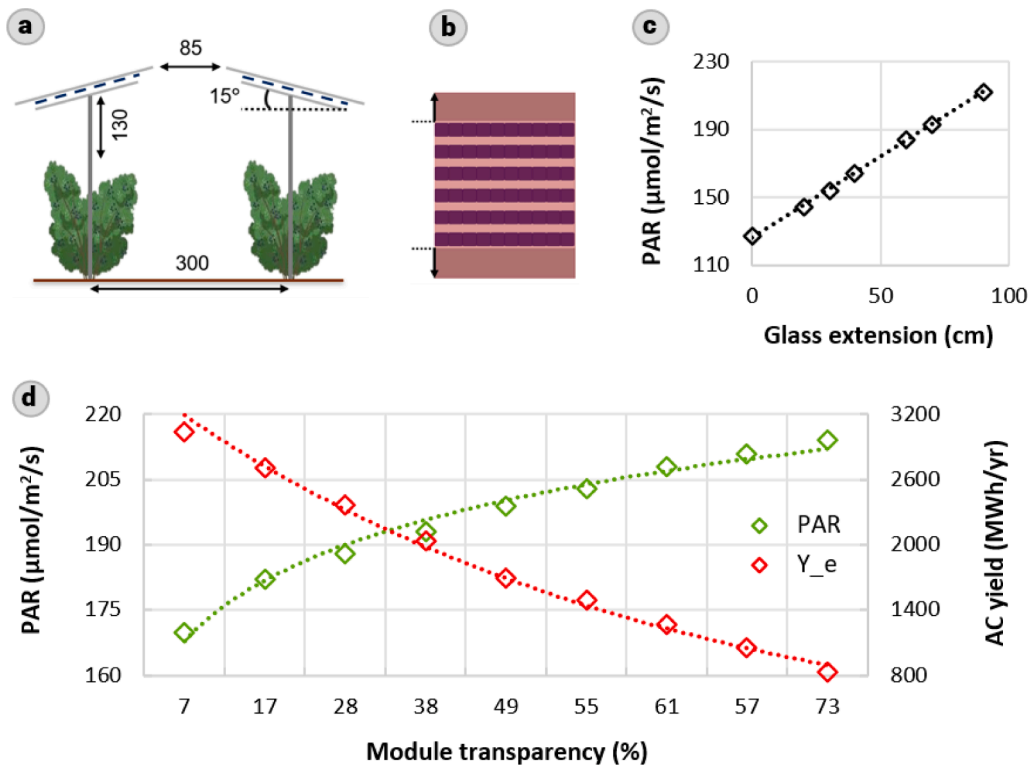 a
85
15°
130
300
b
c
PAR (µmol/m²/s)
230
190
150
110
0
50
100
Glass extension (cm)
d
PAR (µmol/m²/s)
220
205
190
175
160
3200
2600
2000
1400
800
AC yield (MWh/yr)
PAR
Y_e
7 17 28 38 49 55 61 57 73
Module transparency (%)